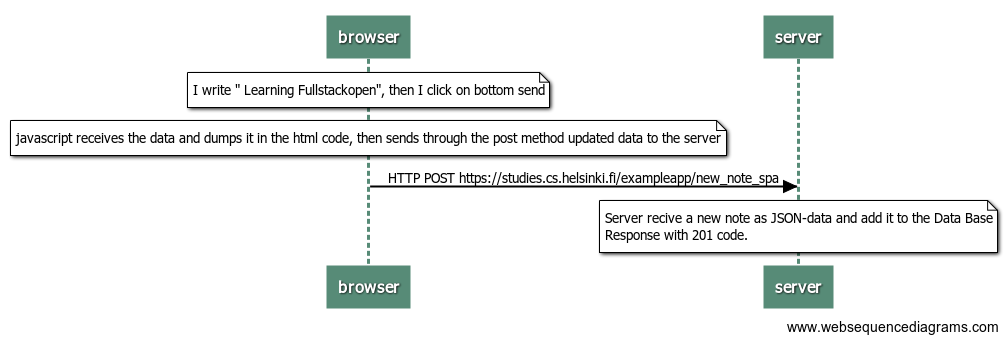 browser
server
I write " Learning Fullstackopen", then I click on bottom send
javascript receives the data and dumps it in the html code, then sends through the post method updated data to the server
HTTP POST https://studies.cs.helsinki.fi/exampleapp/new_note_spa
Server recive a new note as JSON-data and add it to the Data Base
Response with 201 code.
browser
server
www.websequencediagrams.com